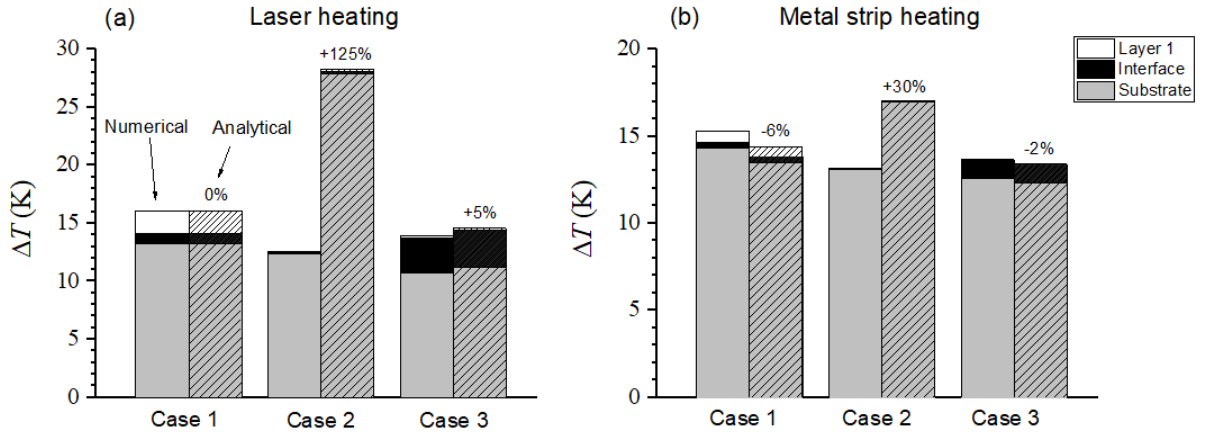 (a)
Laser heating
30
25
20
15
10
5
0
ΔT (K)
Numerical
Analytical
0%
+125%
+5%
Case 1
Case 2
Case 3
(b)
Metal strip heating
20
15
10
5
0
ΔT (K)
-6%
+30%
-2%
Case 1
Case 2
Case 3
Layer 1
Interface
Substrate